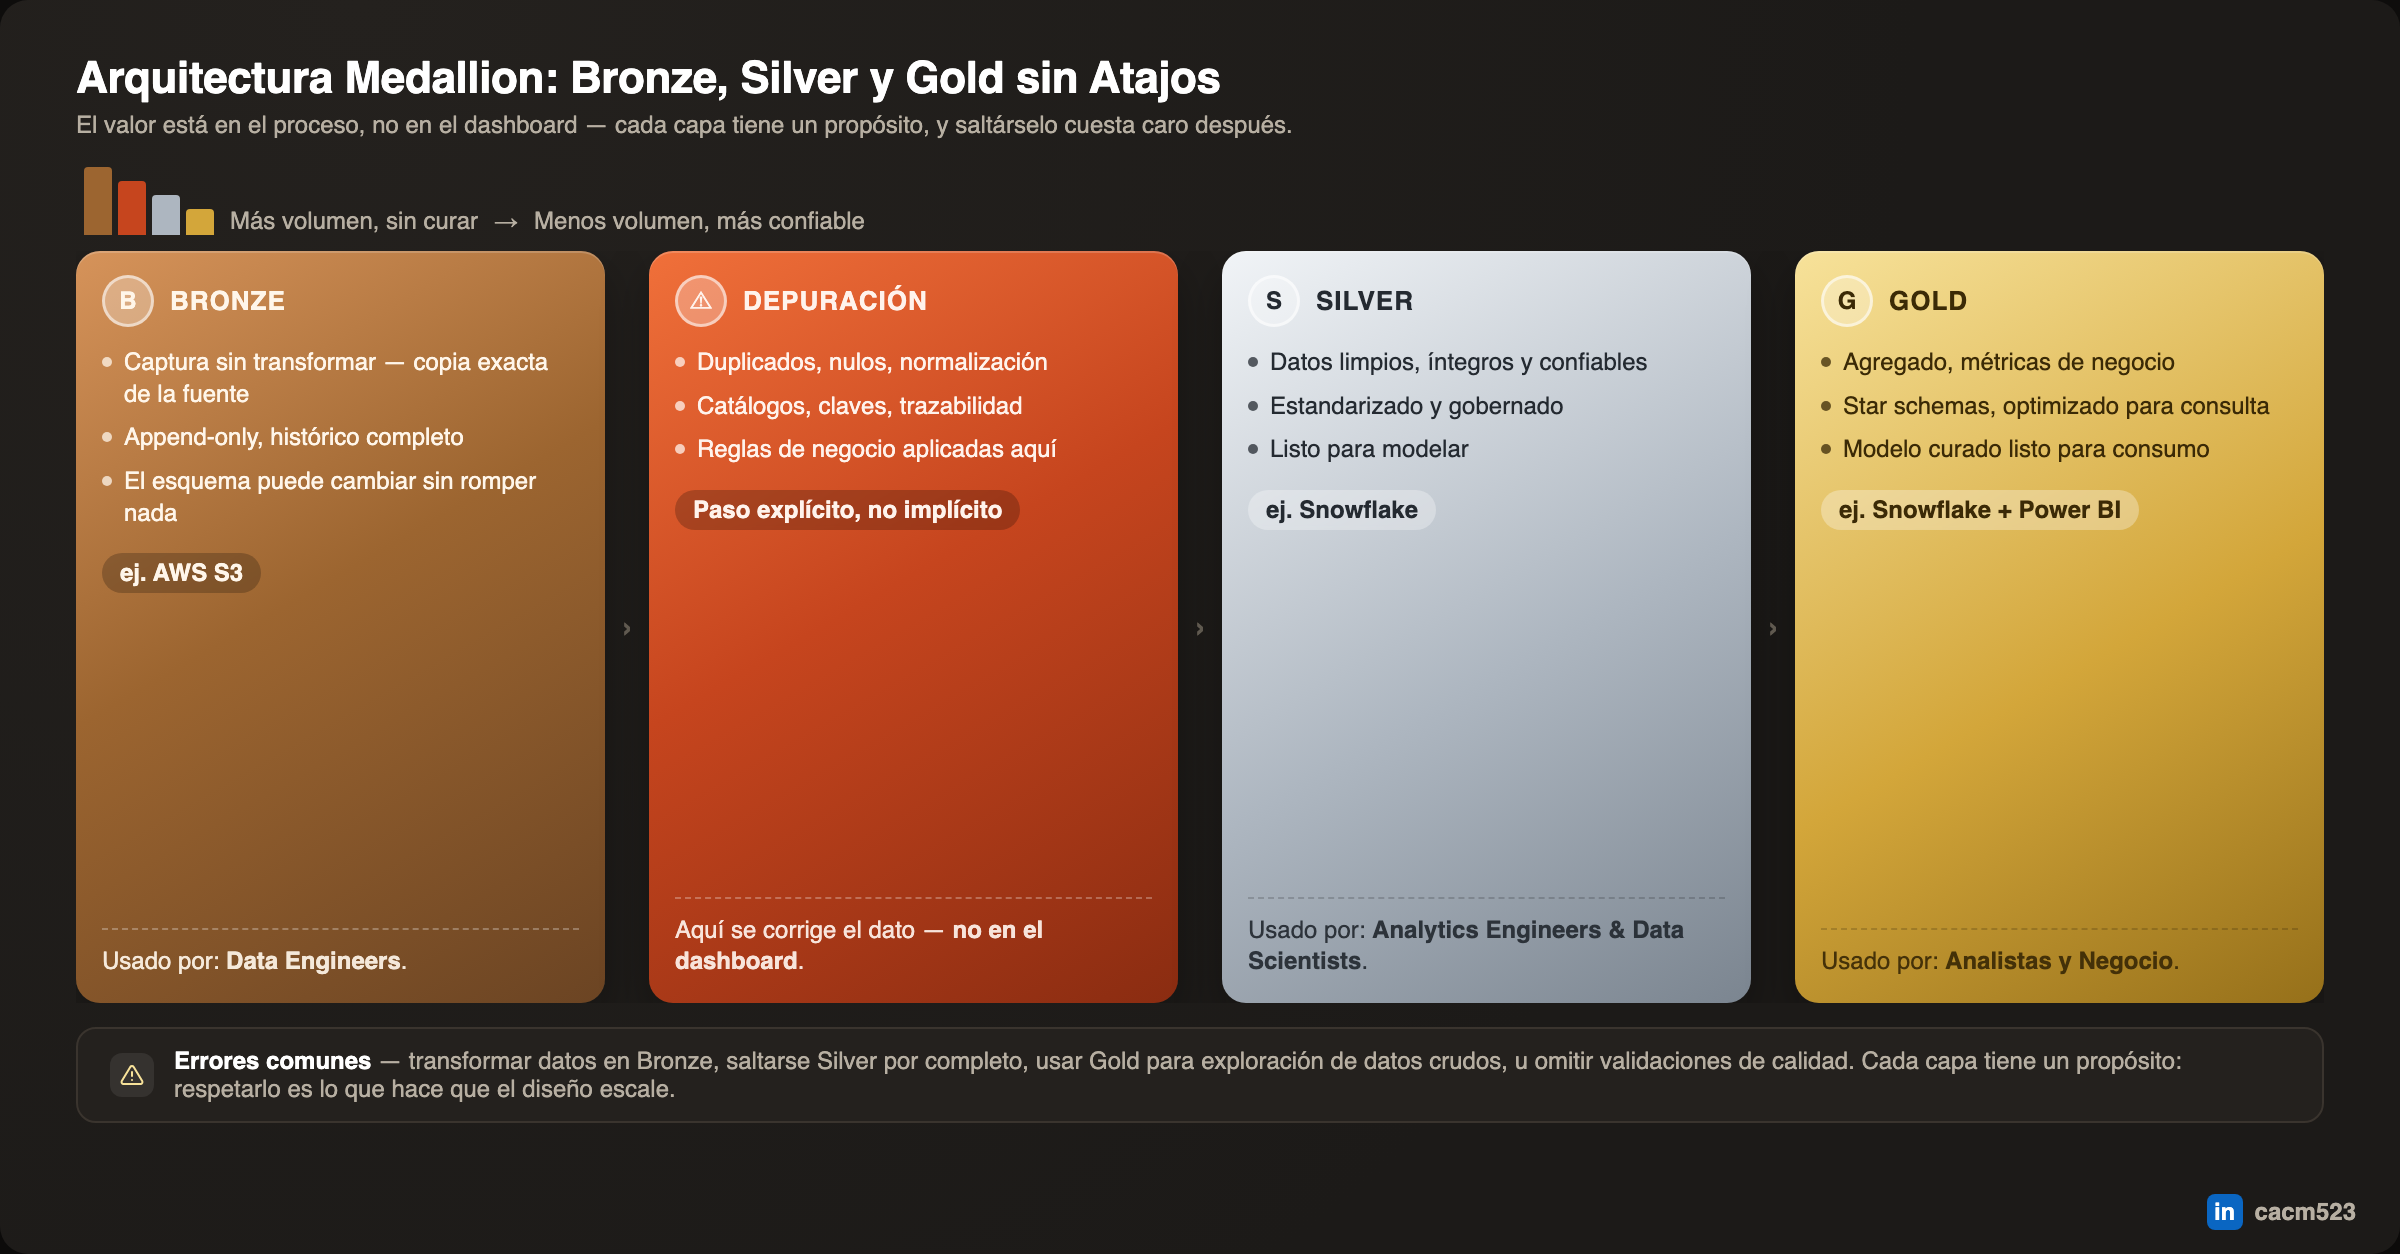 Arquitectura Medallion: Bronze, Silver y Gold sin Atajos
El valor está en el proceso, no en el dashboard — cada capa tiene un propósito, y saltárselo cuesta caro después.
Más volumen, sin curar → Menos volumen, más confiable
B BRONZE
Captura sin transformar — copia exacta
de la fuente
Append-only, histórico completo
El esquema puede cambiar sin romper
nada
ej. AWS S3
Usado por: Data Engineers.
DEPURACIÓN
Duplicados, nulos, normalización
Catálogos, claves, trazabilidad
Reglas de negocio aplicadas aquí
Paso explícito, no implícito
Aquí se corrige el dato — no en el
dashboard.
S SILVER
Datos limpios, íntegros y confiables
Estandarizado y gobernado
Listo para modelar
ej. Snowflake
Usado por: Analytics Engineers & Data
Scientists.
G GOLD
Agregado, métricas de negocio
Star schemas, optimizado para consulta
Modelo curado listo para consumo
ej. Snowflake + Power BI
Usado por: Analistas y Negocio.
Errores comunes — transformar datos en Bronze, saltarse Silver por completo, usar Gold para exploración de datos crudos, u omitir validaciones de calidad. Cada capa tiene un propósito:
respetarlo es lo que hace que el diseño escale.
in cacm523